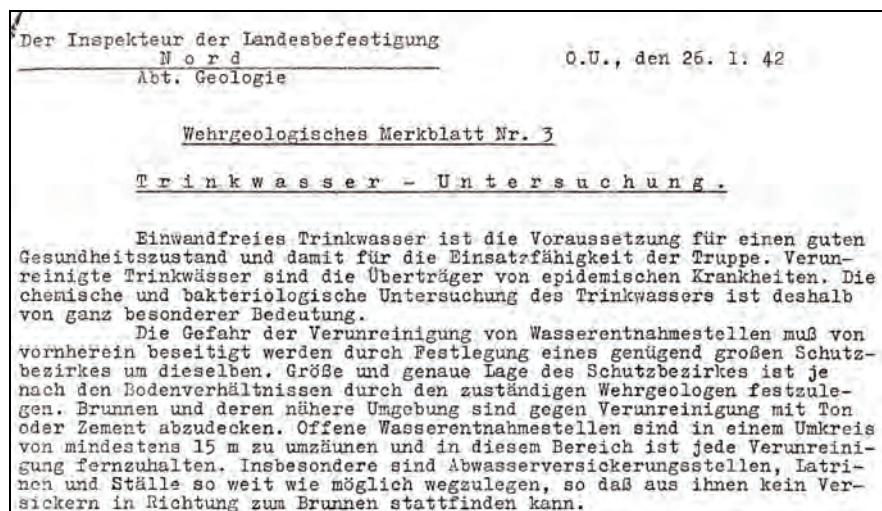 Der Inspekteur der Landesbefestigung
N o r d
O.U., den 26. 1. 42
Abt. Geologie
Wehrgeologisches Merkblatt Nr. 3
T r i n k w a s s e r - U n t e r s u c h u n g .
Einwandfreies Trinkwasser ist die Voraussetzung für einen guten
Gesundheitszustand und damit für die Einsatzfähigkeit der Truppe. Verun-
reinigte Trinkwässer sind die Überträger von epidemischen Krankheiten. Die
chemische und bakteriologische Untersuchung des Trinkwassers ist deshalb
von ganz besonderer Bedeutung.
Die Gefahr der Verunreinigung von Wasserentnahmestellen muß von
vornherein beseitigt werden durch Festlegung eines genügend großen Schutz-
bezirkes um dieselben. Größe und genaue Lage des Schutzbezirkes ist je
nach den Bodenverhältnissen durch den zuständigen Wehrgeologen festzule-
gen. Brunnen und deren nähere Umgebung sind gegen Verunreinigung mit Ton
oder Zement abzudecken. Offene Wasserentnahmestellen sind in einem Umkreis
von mindestens 15 m zu umzäunen und in diesem Bereich ist jede Verunreini-
gung fernzuhalten. Insbesondere sind Abwasserversickerungsstellen, Latri-
nen und Ställe so weit wie möglich wegzulegen, so daß aus ihnen kein Ver-
sickern in Richtung zum Brunnen stattfinden kann.